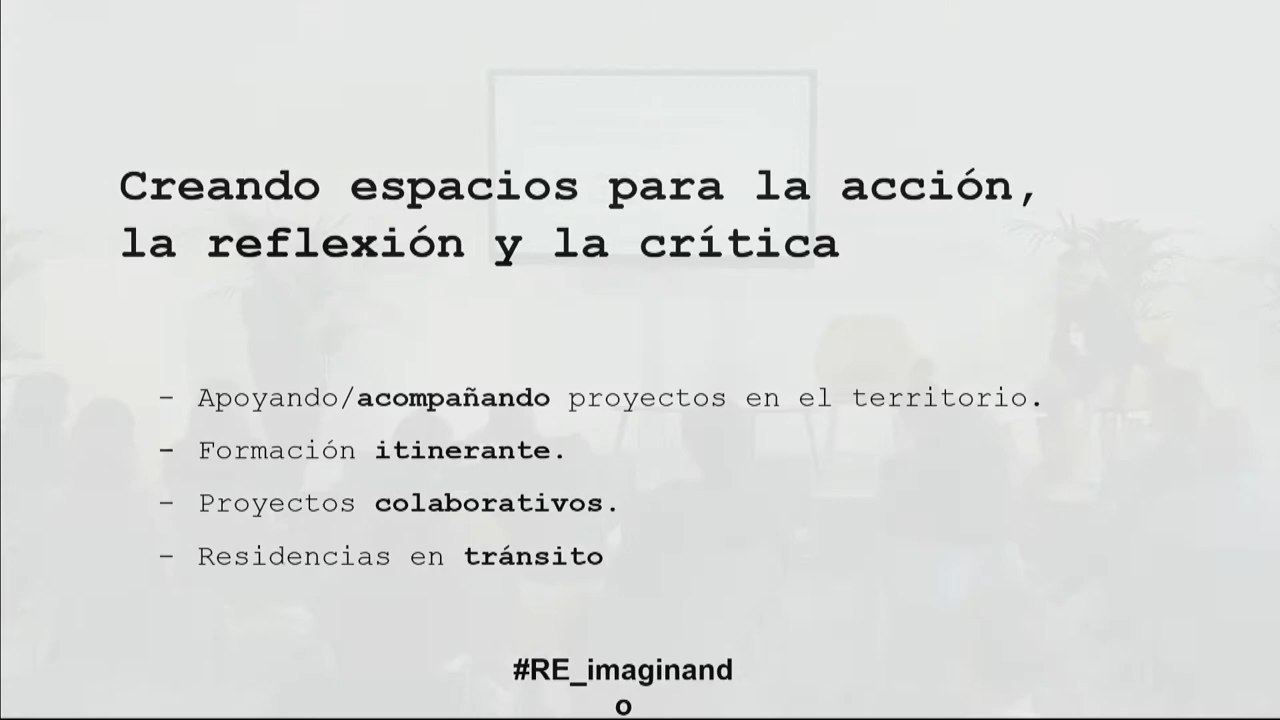 Creando espacios para la acción,
la reflexión y la crítica
- Apoyando/acompañando proyectos en el territorio.
- Formación itinerante.
- Proyectos colaborativos.
- Residencias en tránsito
#RE_imaginand
o